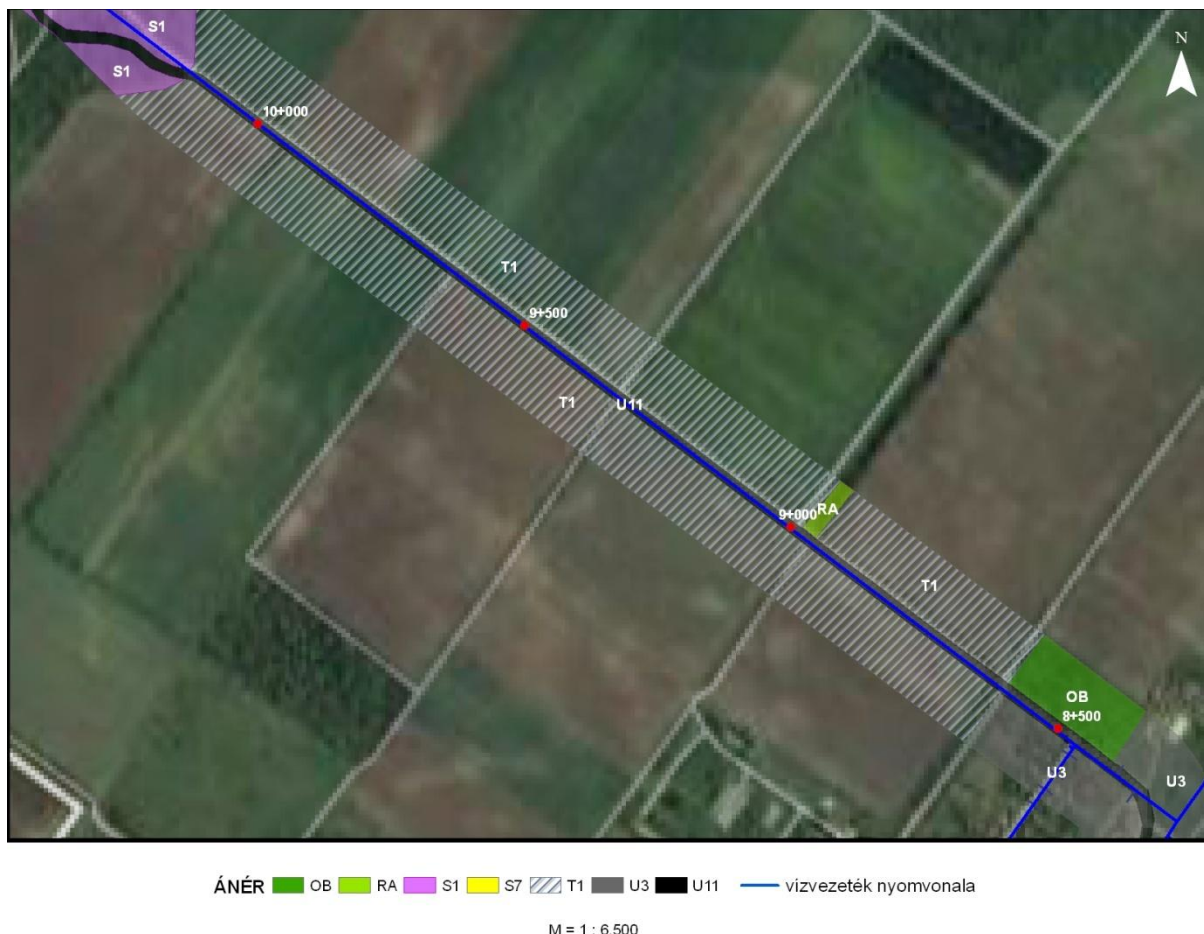 S1
N
S1
10+000
T1
9+500
T1
U11
9+000
RA
T1
OB
8+500
U3
U3
ÁNÉR OB RA S1 S7 T1 U3 U11 vízvezeték nyomvonala
M = 1 : 6.500